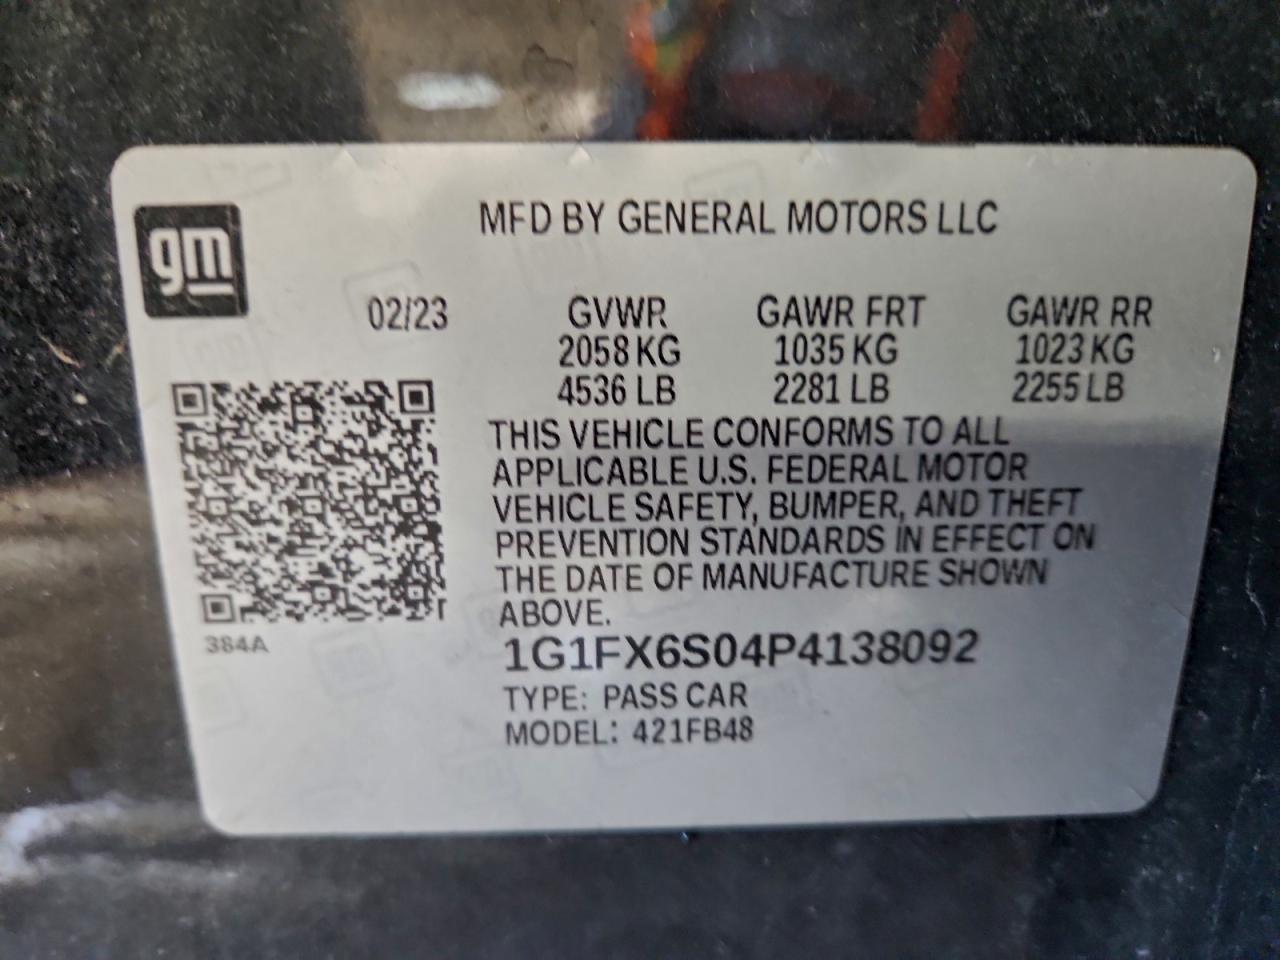 gm
MFD BY GENERAL MOTORS LLC
02/23 GVWR GAWR FRT GAWR RR
2058 KG 1035 KG 1023 KG
4536 LB 2281 LB 2255 LB
THIS VEHICLE CONFORMS TO ALL
APPLICABLE U.S. FEDERAL MOTOR
VEHICLE SAFETY, BUMPER, AND THEFT
PREVENTION STANDARDS IN EFFECT ON
THE DATE OF MANUFACTURE SHOWN
ABOVE.
384A
1G1FX6S04P4138092
TYPE: PASS CAR
MODEL: 421FB48